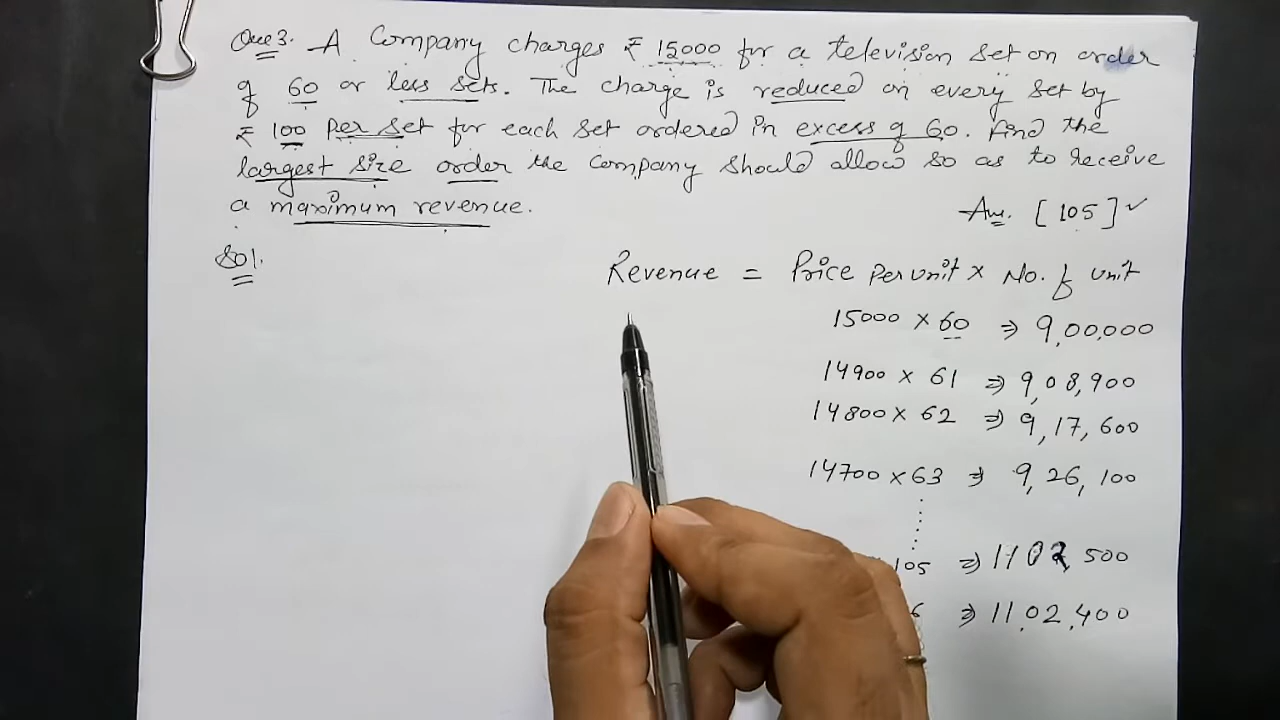 Que 3. A Company charges ₹ 15000 for a television set on order
of 60 or less sets. The charge is reduced on every set by
₹ 100 per set for each set ordered in excess of 60. Find the
largest size order the company should allow so as to receive
a maximum revenue.
Ans. [105] ✓
Sol.
Revenue = Price per unit × No. of unit
15000 × 60 ⇒ 9,00,000
14900 × 61 ⇒ 9,08,900
14800 × 62 ⇒ 9,17,600
14700 × 63 ⇒ 9,26,100
105 ⇒ 1102,500
6 ⇒ 11,02,400